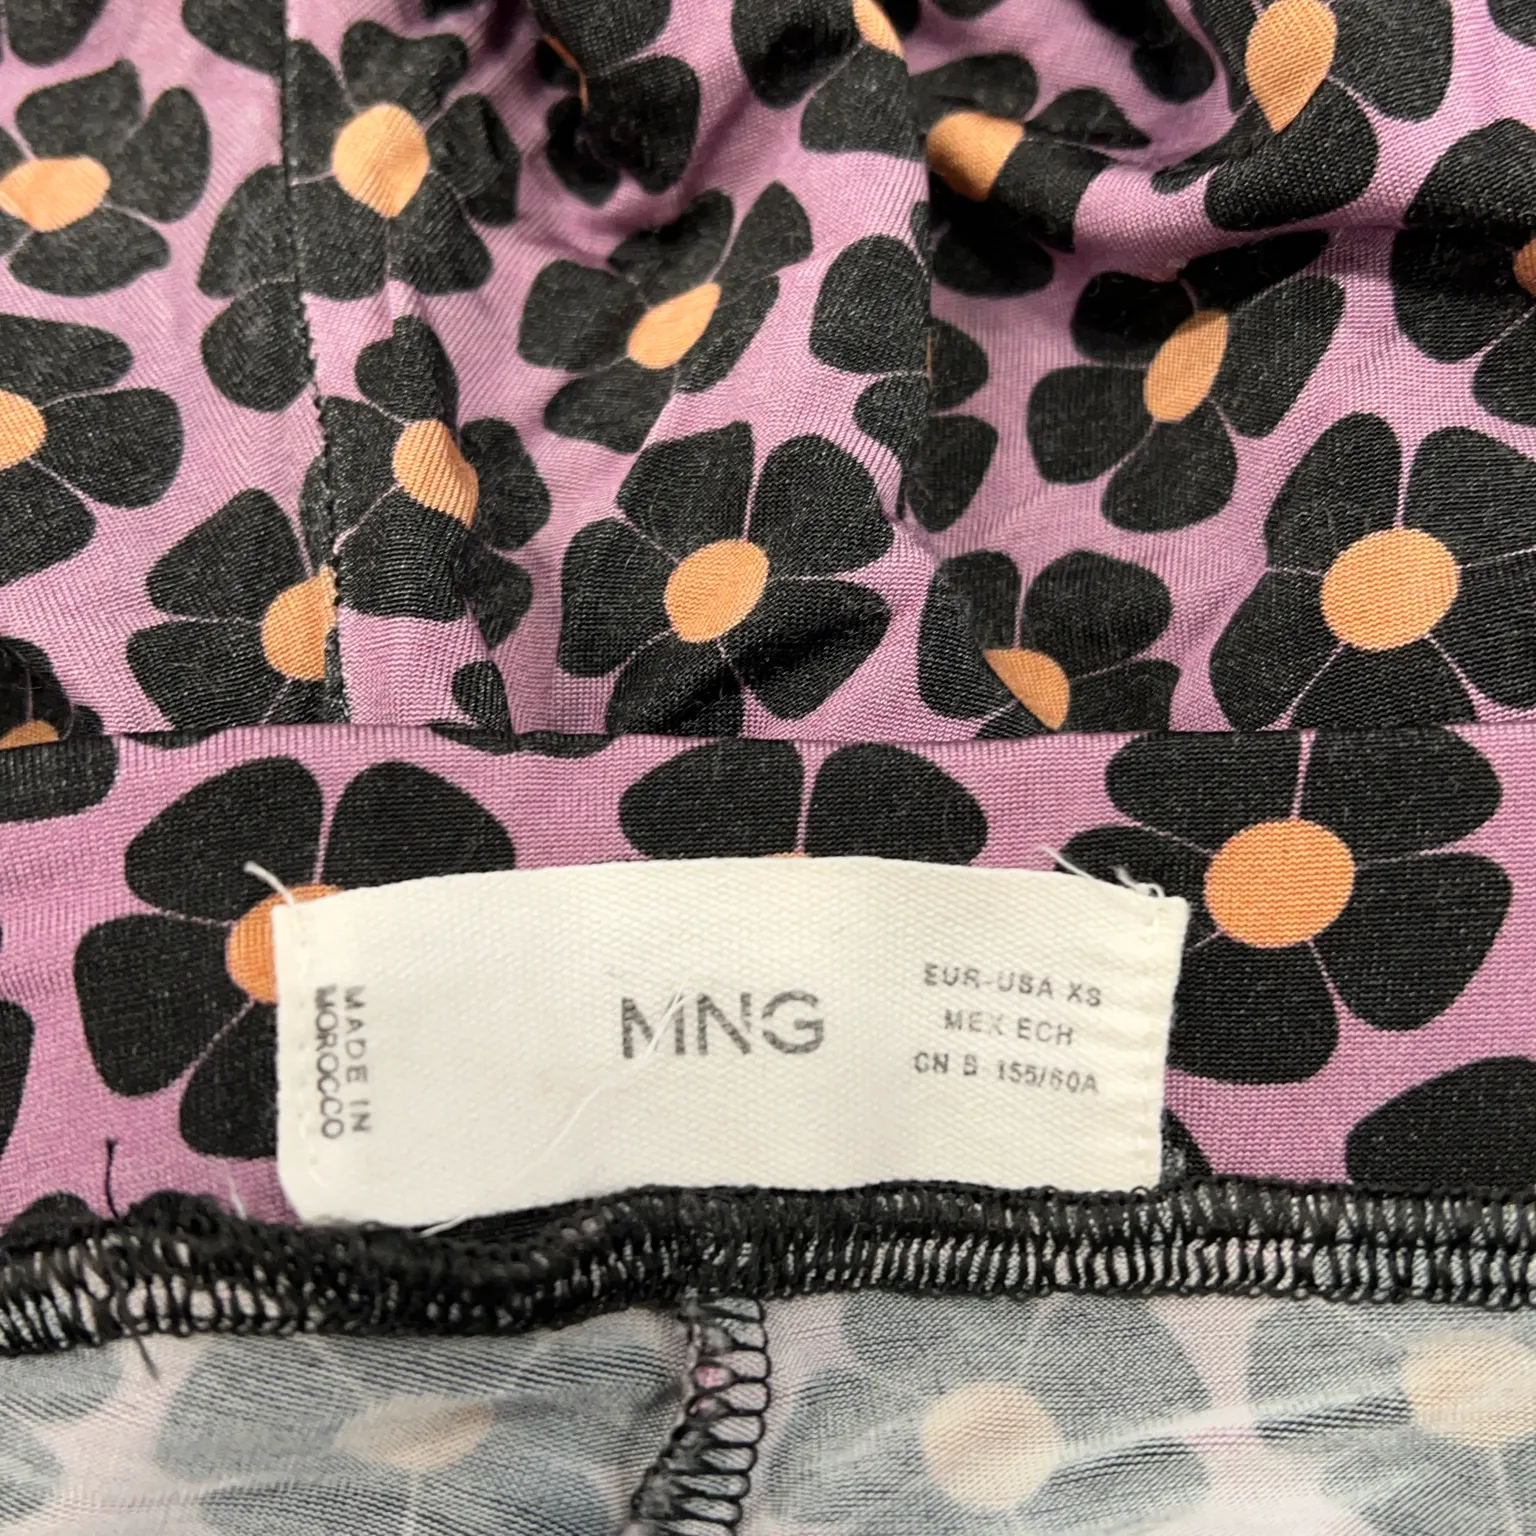 MADE IN
MOROCCO
MNG
EUR-USA XS
MEX ECH
CN B 155/60A